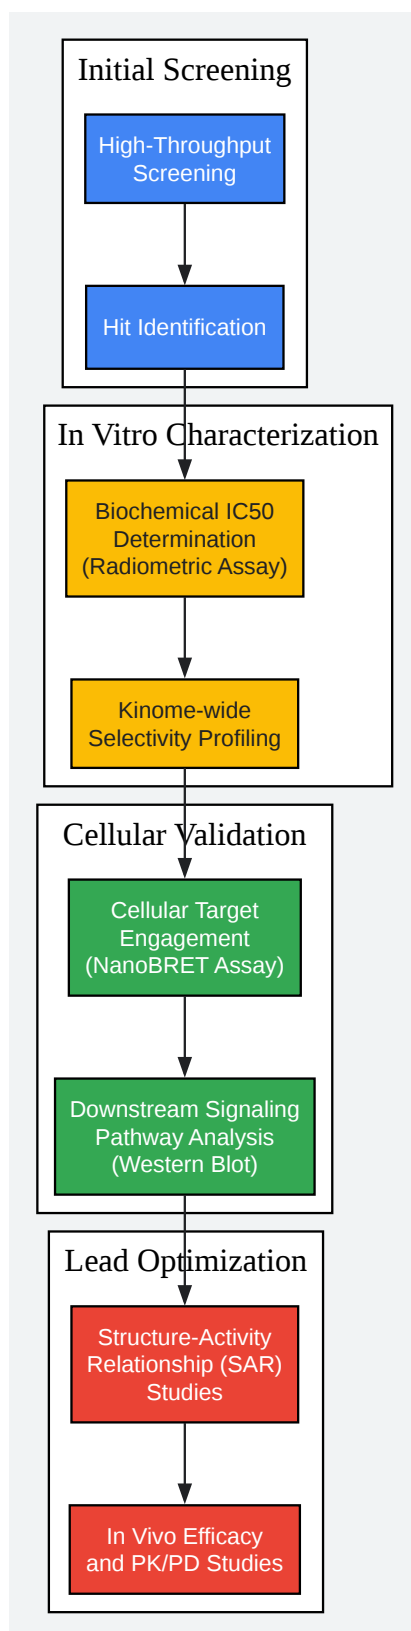 Initial Screening
High-Throughput
Screening
Hit Identification
In Vitro Characterization
Biochemical IC50
Determination
(Radiometric Assay)
Kinome-wide
Selectivity Profiling
Cellular Validation
Cellular Target
Engagement
(NanoBRET Assay)
Downstream Signaling
Pathway Analysis
(Western Blot)
Lead Optimization
Structure-Activity
Relationship (SAR)
Studies
In Vivo Efficacy
and PK/PD Studies